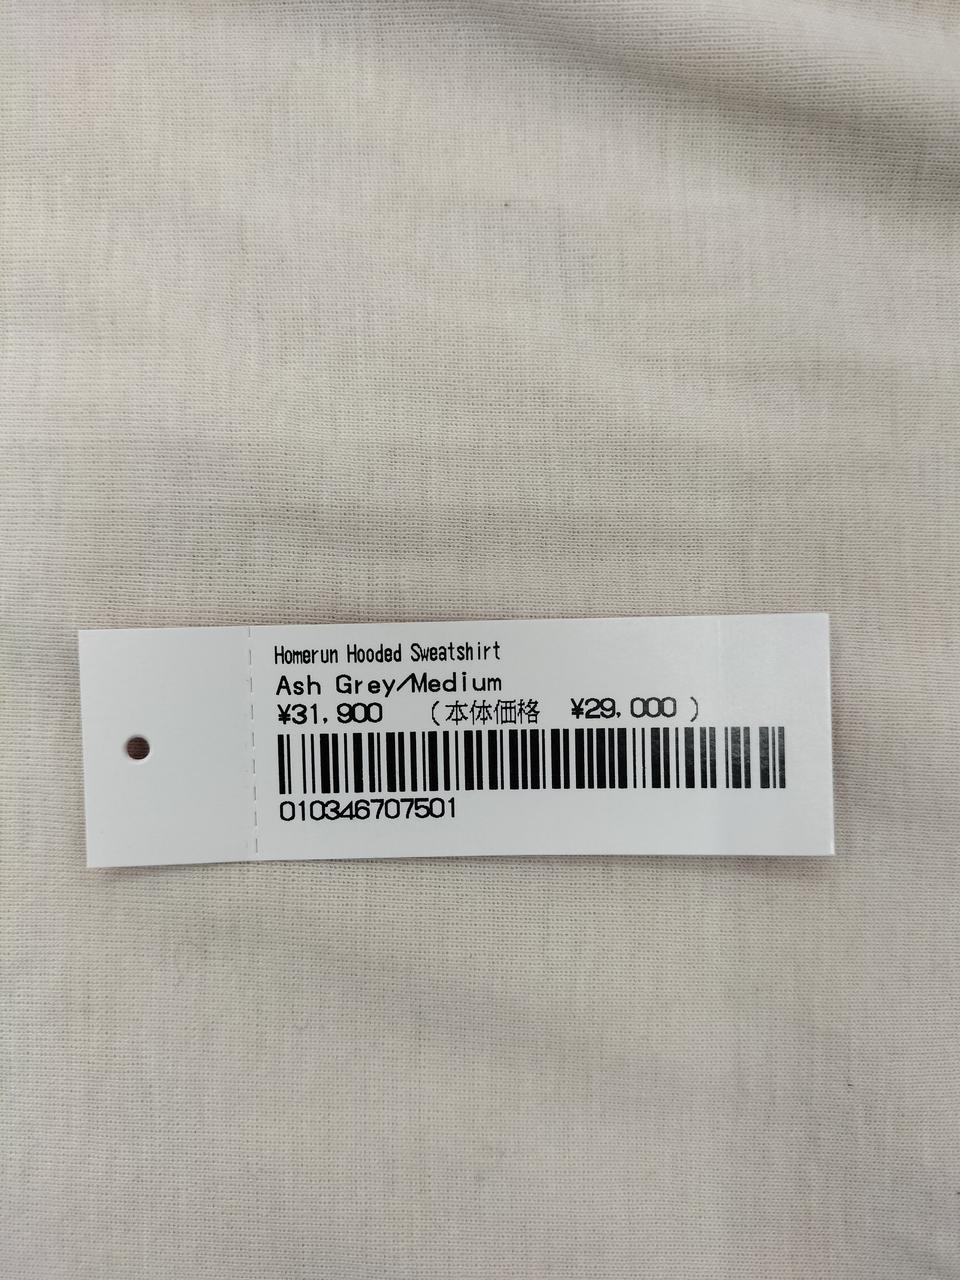 Homerun Hooded Sweatshirt
Ash Grey/Medium
¥31,900 (本体価格 ¥29,000 )
010346707501